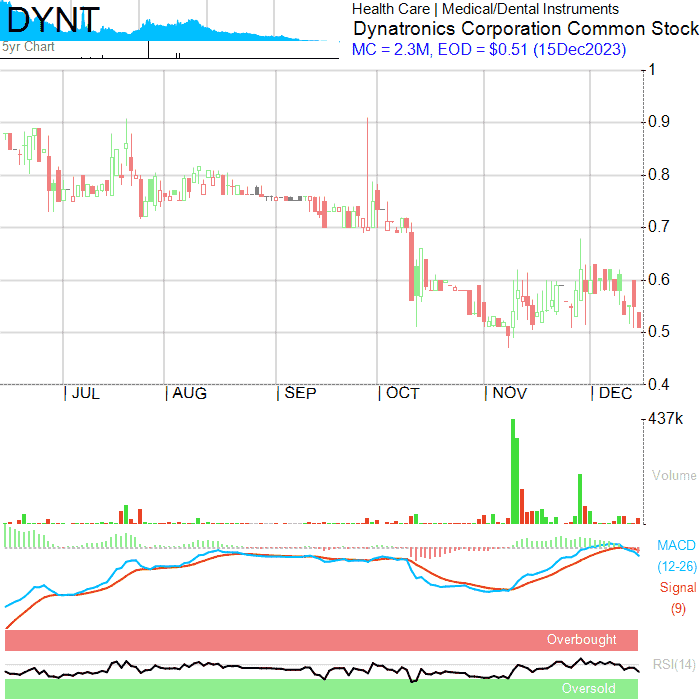 DYNT
5yr Chart
Health Care | Medical/Dental Instruments
Dynatronics Corporation Common Stock
MC = 2.3M, EOD = $0.51 (15Dec2023)
1
0.9
0.8
0.7
0.6
0.5
0.4
JUL AUG SEP OCT NOV DEC
437k
Volume
MACD
(12-26)
Signal
(9)
Overbought
RSI(14)
Oversold